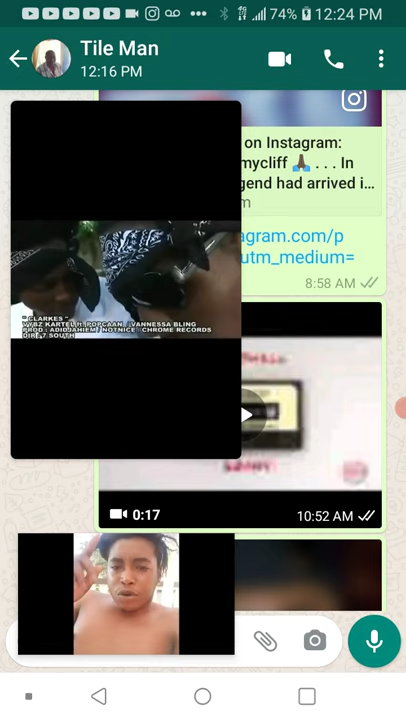 74% 12:24 PM
Tile Man
12:16 PM
on Instagram:
mycliff 🙏🏿 . . . In
gend had arrived i...
m
agram.com/p
utm_medium=
8:58 AM
" CLARKES "
VYBZ KARTEL ft. POPCAAN, VANNESSA BLING
PROD : ADIDJAHIEM / NOTNICE / CHROME RECORDS
DIR. 7 SOUTH
0:17
10:52 AM